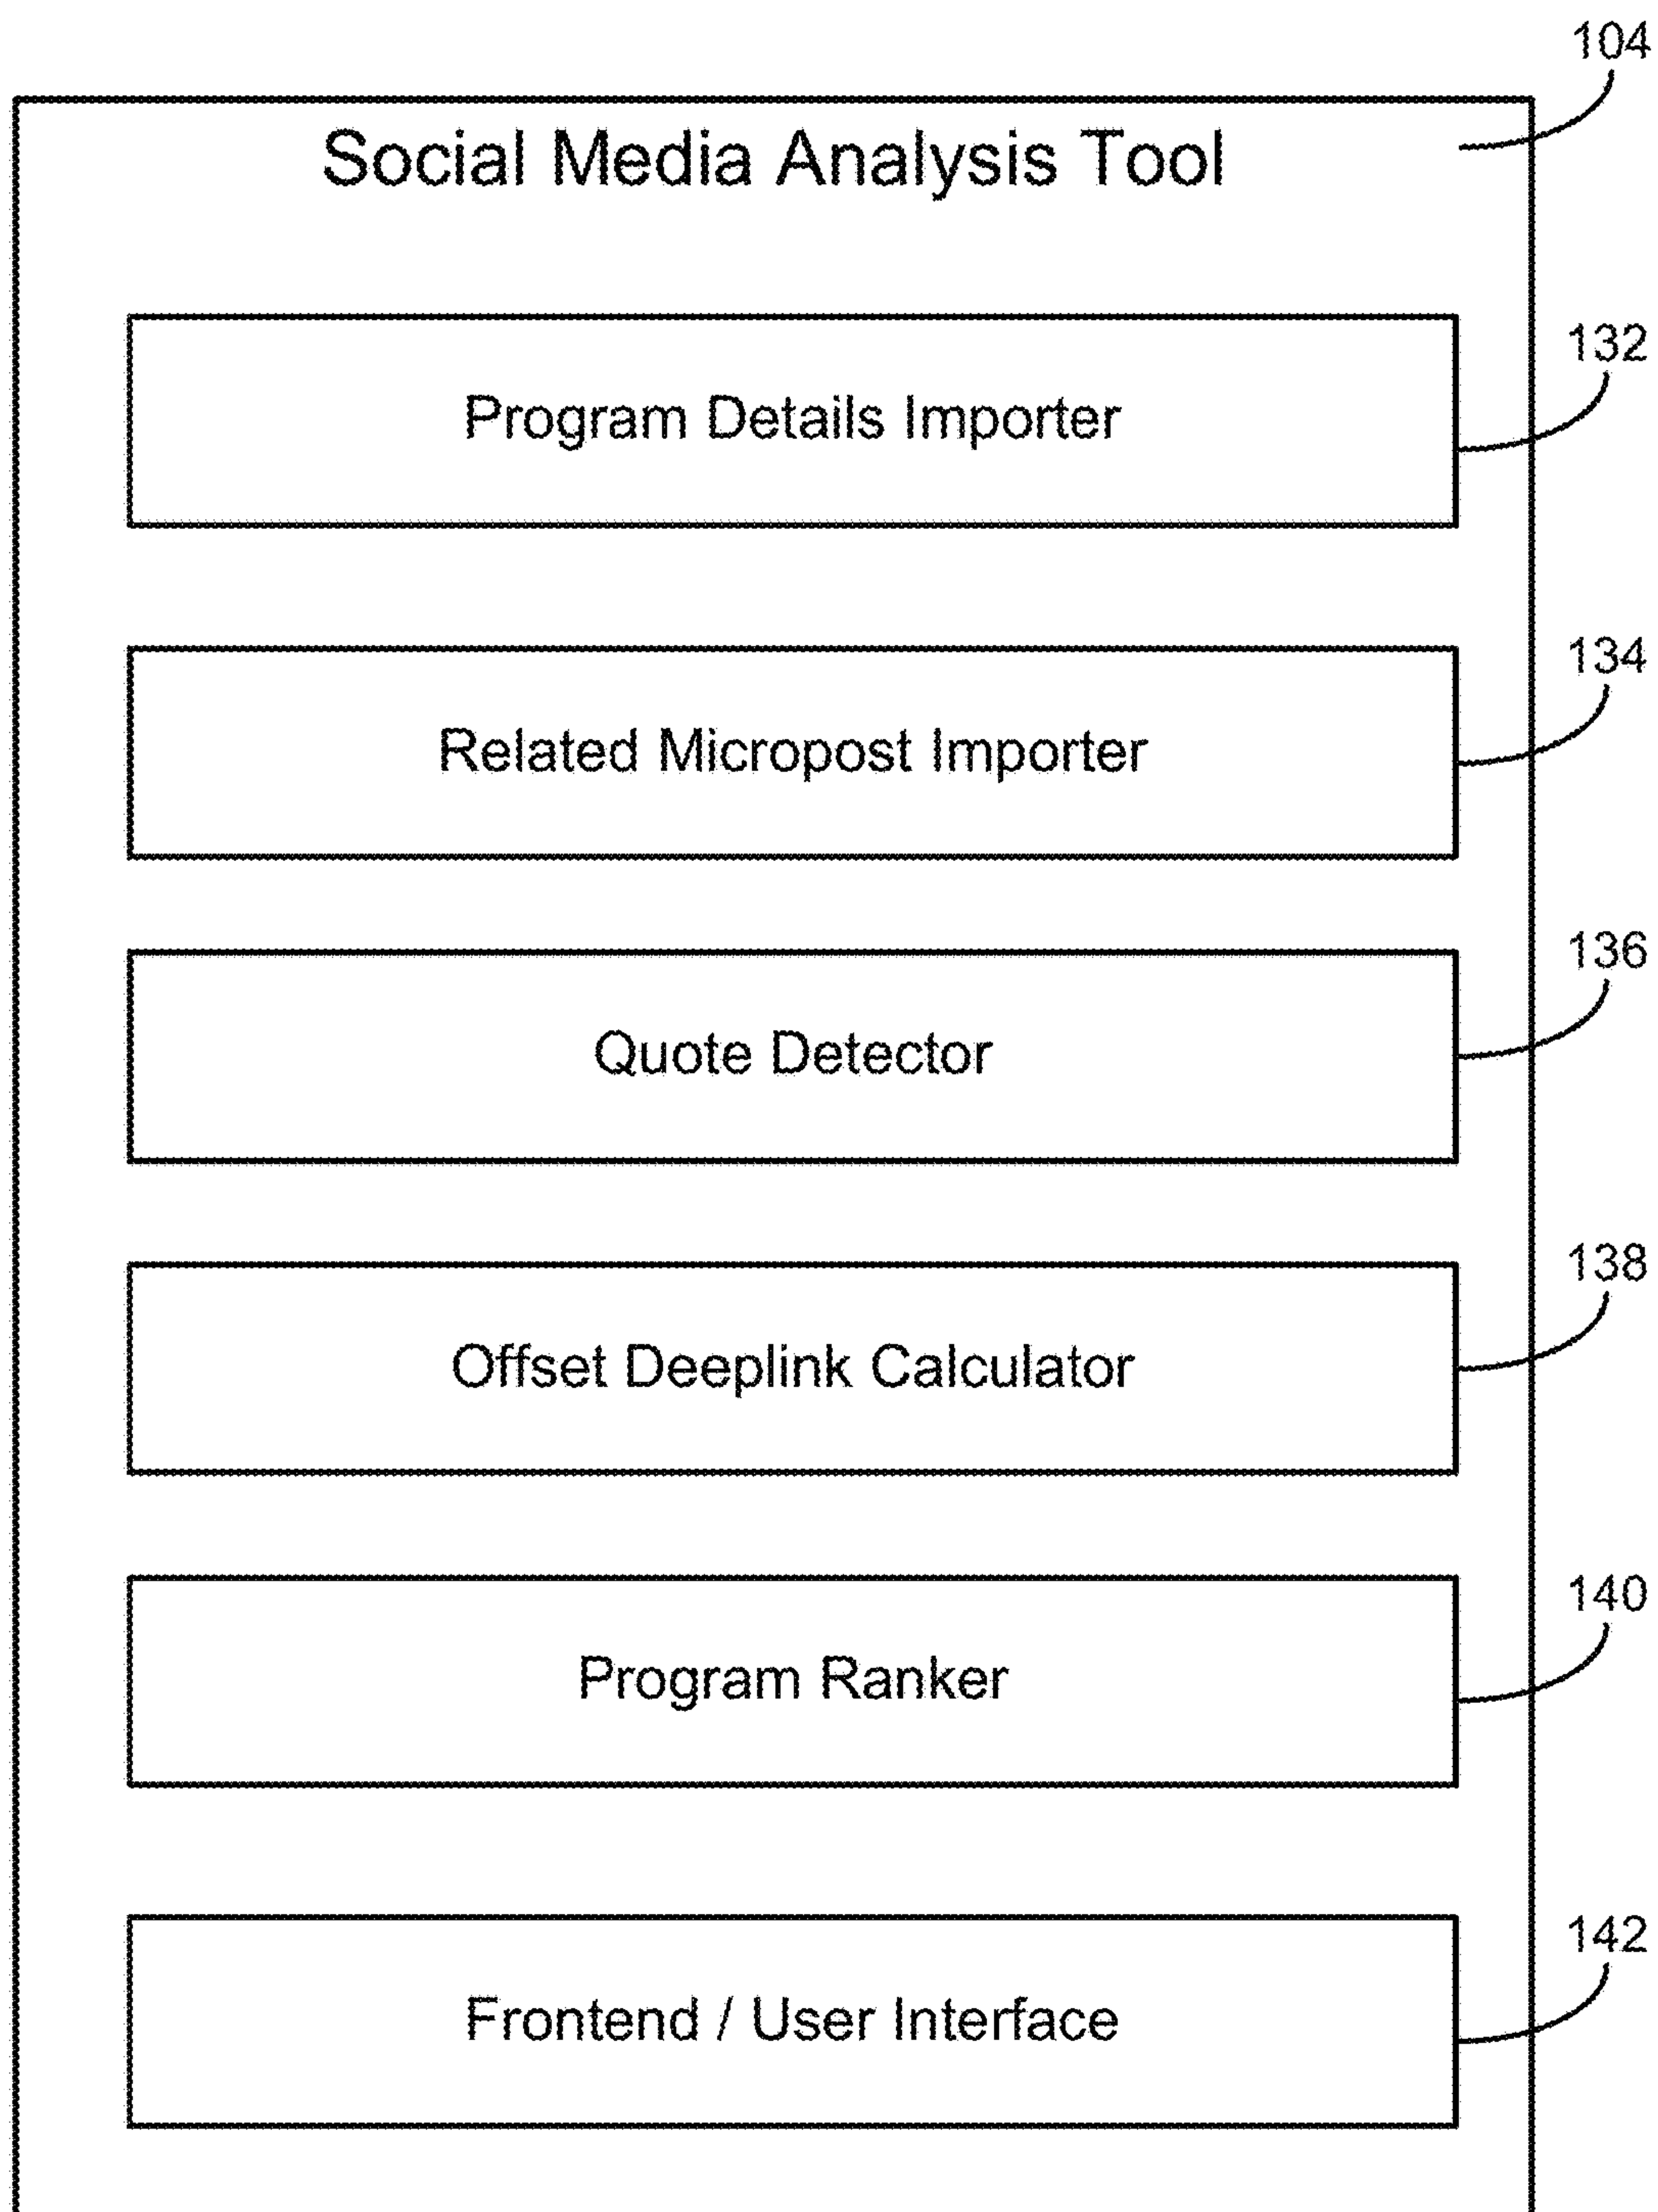 104
Social Media Analysis Tool
132
Program Details Importer
134
Related Micropost Importer
136
Quote Detector
138
Offset Deeplink Calculator
140
Program Ranker
142
Frontend / User Interface